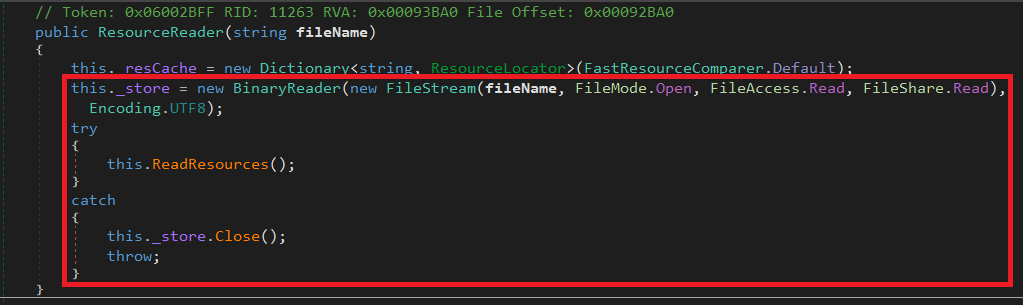 // Token: 0x06002BFF RID: 11263 RVA: 0x00093BA0 File Offset: 0x00092BA0
public ResourceReader(string fileName)
{
this._resCache = new Dictionary<string, ResourceLocator>(FastResourceComparer.Default);
this._store = new BinaryReader(new FileStream(fileName, FileMode.Open, FileAccess.Read, FileShare.Read),
Encoding.UTF8);
try
{
this.ReadResources();
}
catch
{
this._store.Close();
throw;
}
}